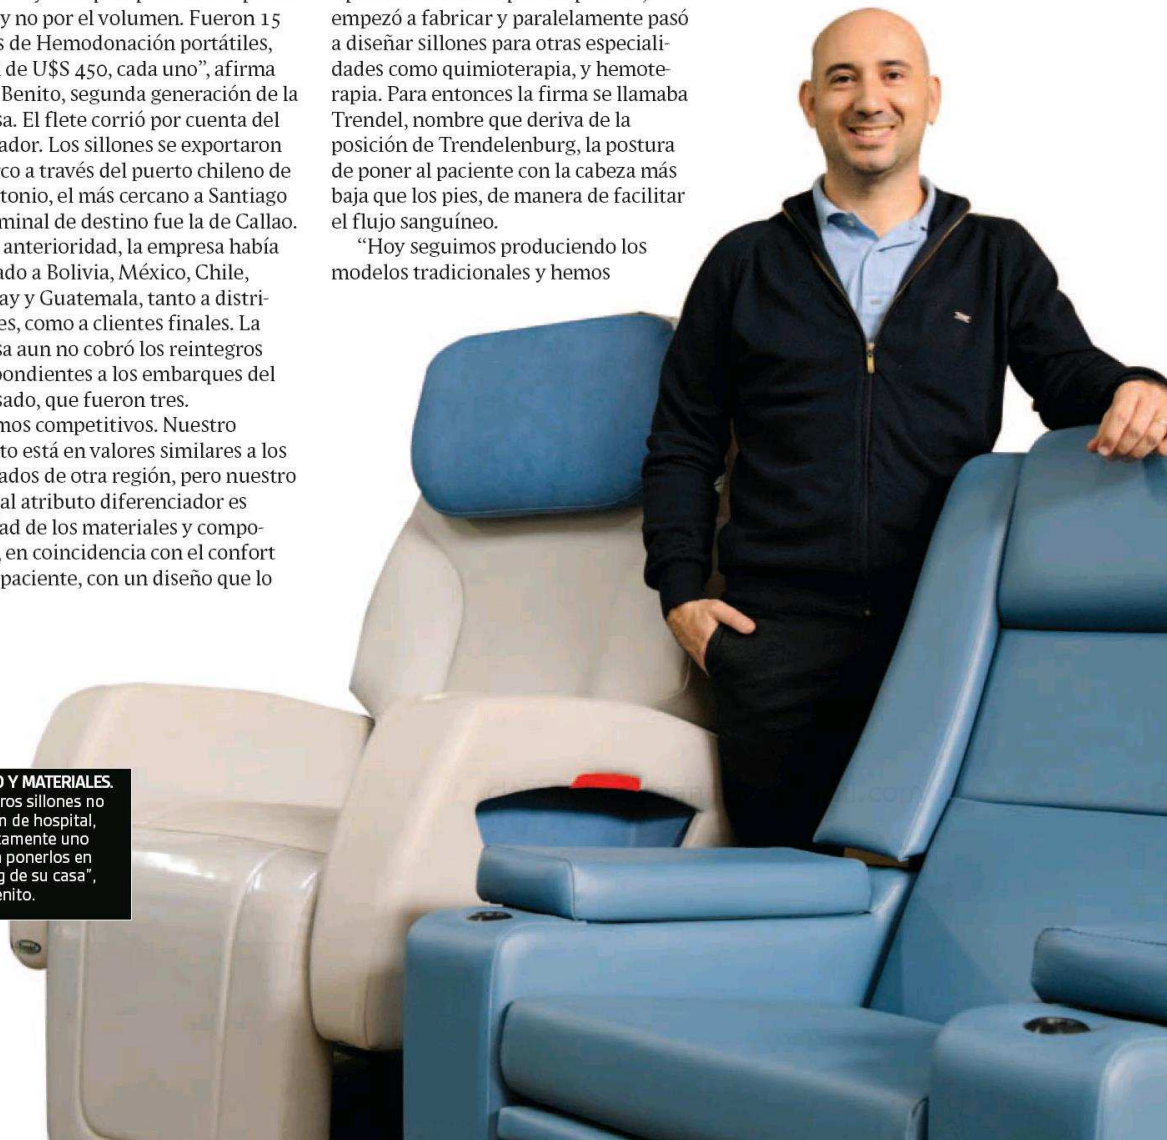 y no por el volumen. Fueron 15
s de Hemodonación portátiles,
de U$S 450, cada uno”, afirma
Benito, segunda generación de la
sa. El flete corrió por cuenta del
ador. Los sillones se exportaron
co a través del puerto chileno de
tonio, el más cercano a Santiago
minal de destino fue la de Callao.
anterioridad, la empresa había
ado a Bolivia, México, Chile,
ay y Guatemala, tanto a distri-
es, como a clientes finales. La
sa aun no cobró los reintegros
pondientes a los embarques del
sado, que fueron tres.
mos competitivos. Nuestro
to está en valores similares a los
ados de otra región, pero nuestro
al atributo diferenciador es
ad de los materiales y compo-
, en coincidencia con el confort
paciente, con un diseño que lo
empezó a fabricar y paralelamente pasó
a diseñar sillones para otras especiali-
dades como quimioterapia, y hemote-
rapia. Para entonces la firma se llamaba
Trendel, nombre que deriva de la
posición de Trendelenburg, la postura
de poner al paciente con la cabeza más
baja que los pies, de manera de facilitar
el flujo sanguíneo.
“Hoy seguimos produciendo los
modelos tradicionales y hemos
O Y MATERIALES.
ros sillones no
n de hospital,
tamente uno
a ponerlos en
g de su casa”,
enito.